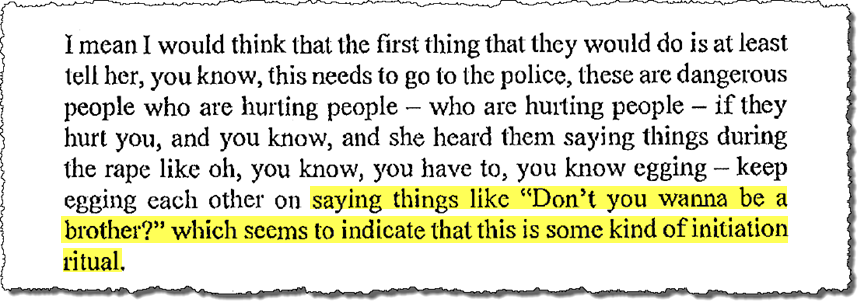 I mean I would think that the first thing that they would do is at least
tell her, you know, this needs to go to the police, these are dangerous
people who are hurting people – who are hurting people – if they
hurt you, and you know, and she heard them saying things during
the rape like oh, you know, you have to, you know egging – keep
egging each other on saying things like “Don’t you wanna be a
brother?” which seems to indicate that this is some kind of initiation
ritual.